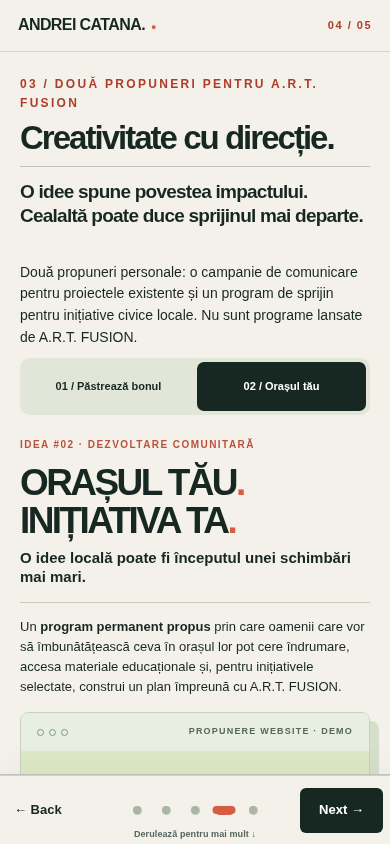 ANDREI CATANA.
04 / 05
03 / DOUĂ PROPUNERI PENTRU A.R.T.
FUSION
Creativitate cu direcție.
O idee spune povestea impactului.
Cealaltă poate duce sprijinul mai departe.
Două propuneri personale: o campanie de comunicare
pentru proiectele existente și un program de sprijin
pentru inițiative civice locale. Nu sunt programe lansate
de A.R.T. FUSION.
01 / Păstrează bonul
02 / Orașul tău
IDEA #02 · DEZVOLTARE COMUNITARĂ
ORAȘUL TĂU.
INIȚIATIVA TA.
O idee locală poate fi începutul unei schimbări
mai mari.
Un program permanent propus prin care oamenii care vor
să îmbunătățească ceva în orașul lor pot cere îndrumare,
accesa materiale educaționale și, pentru inițiativele
selectate, construi un plan împreună cu A.R.T. FUSION.
PROPUNERE WEBSITE · DEMO
← Back
Next →
Derulează pentru mai mult ↓